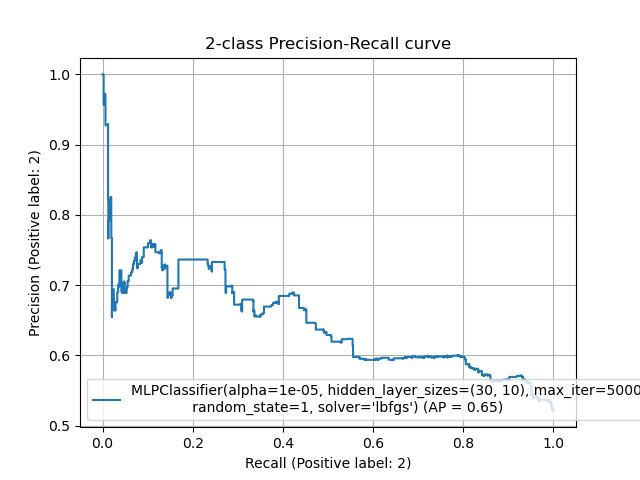 2-class Precision-Recall curve
Precision (Positive label: 2)
1.0
0.9
0.8
0.7
0.6
0.5
MLPClassifier(alpha=1e-05, hidden_layer_sizes=(30, 10), max_iter=5000
random_state=1, solver='lbfgs') (AP = 0.65)
0.0 0.2 0.4 0.6 0.8 1.0
Recall (Positive label: 2)